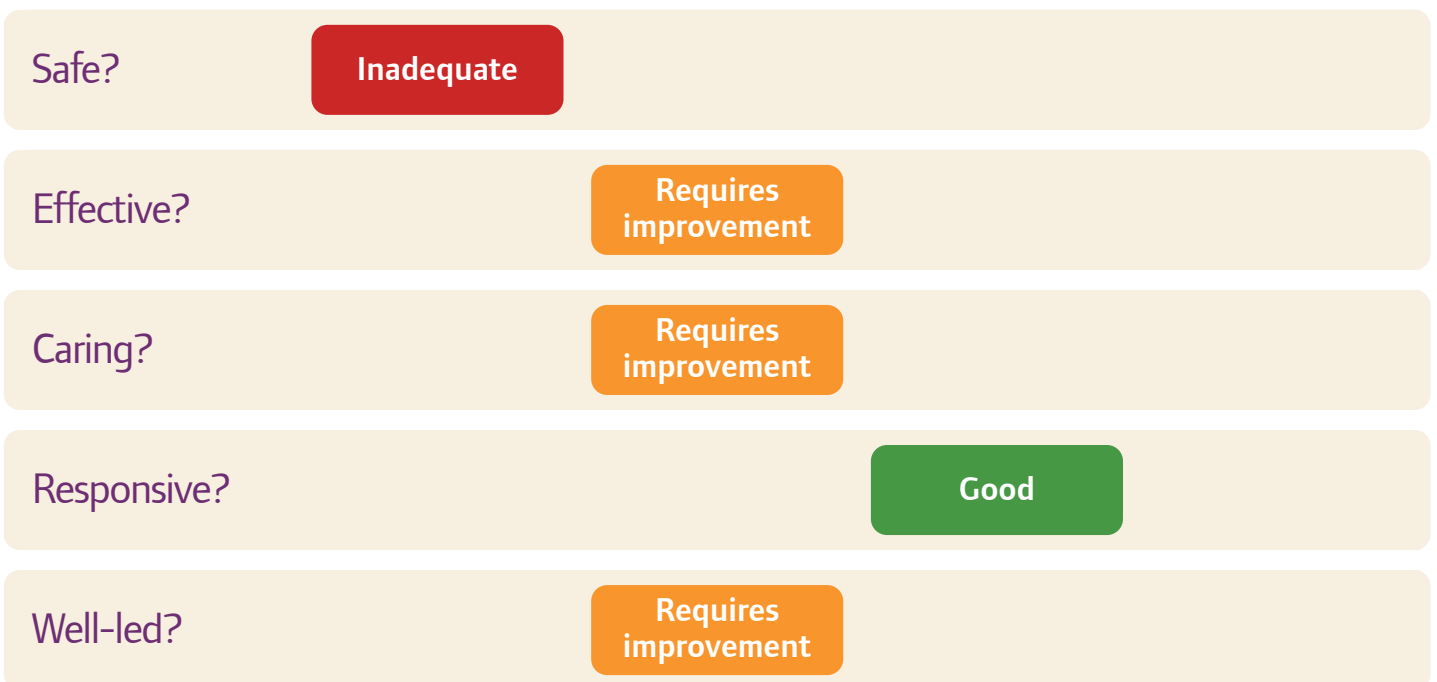 Safe?
Inadequate
Effective?
Requires
improvement
Caring?
Requires
improvement
Responsive?
Good
Well-led?
Requires
improvement